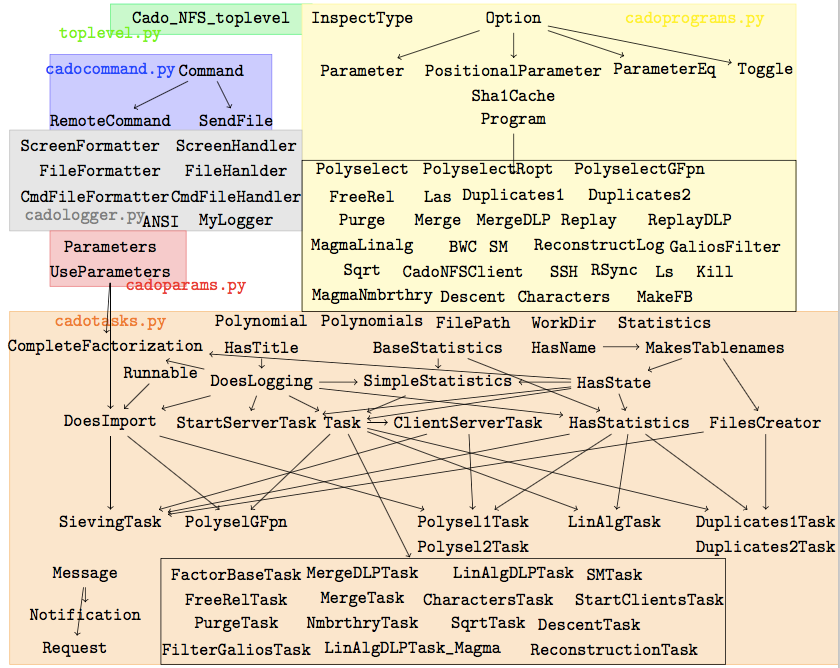 Cado_NFS_toplevel
toplevel.py
InspectType Option cadoprograms.py
Parameter PositionalParameter ParameterEq Toggle
Sha1Cache
Program
cadocommand.py Command
RemoteCommand SendFile
ScreenFormatter ScreenHandler
FileFormatter FileHanlder
CmdFileFormatter CmdFileHandler
cadologger.py ANSI MyLogger
Polyselect PolyselectRopt PolyselectGFpn
FreeRel Las Duplicates1 Duplicates2
Purge Merge MergeDLP Replay ReplayDLP
MagmaLinalg BWC SM ReconstructLog GaliosFilter
Sqrt CadoNFSClient SSH RSync Ls Kill
MagmaNmbrthry Descent Characters MakeFB
Parameters
UseParameters
cadoparams.py
cadotasks.py Polynomial Polynomials FilePath WorkDir Statistics
CompleteFactorization HasTitle BaseStatistics HasName MakesTablenames
Runnable DoesLogging SimpleStatistics HasState
DoesImport StartServerTask Task ClientServerTask HasStatistics FilesCreator
SievingTask PolyselGFpn Polysel1Task LinAlgTask Duplicates1Task
Polysel2Task Duplicates2Task
Message
Notification
Request
FactorBaseTask MergeDLPTask LinAlgDLPTask SMTask
FreeRelTask MergeTask CharactersTask StartClientsTask
PurgeTask NmbrthryTask SqrtTask DescentTask
FilterGaliosTask LinAlgDLPTask_Magma ReconstructionTask